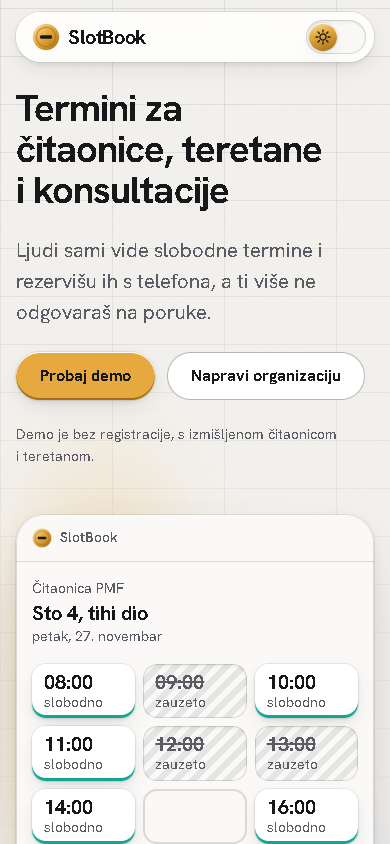 SlotBook
Termini za
čitaonice, teretane
i konsultacije
Ljudi sami vide slobodne termine i
rezervišu ih s telefona, a ti više ne
odgovaraš na poruke.
Probaj demo
Napravi organizaciju
Demo je bez registracije, s izmišljenom čitaonicom
i teretanom.
SlotBook
Čitaonica PMF
Sto 4, tihi dio
petak, 27. novembar
08:00 09:00 10:00
slobodno zauzeto slobodno
11:00 12:00 13:00
slobodno zauzeto zauzeto
14:00 16:00
slobodno slobodno